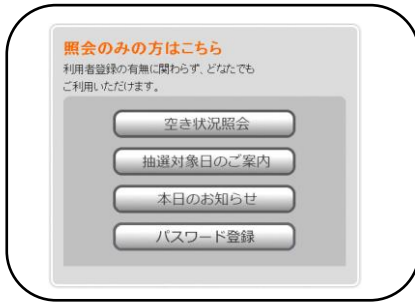 照会のみの方はこちら
利用者登録の有無に関わらず、どなたでも
ご利用いただけます。
空き状況照会
抽選対象日のご案内
本日のお知らせ
パスワード登録